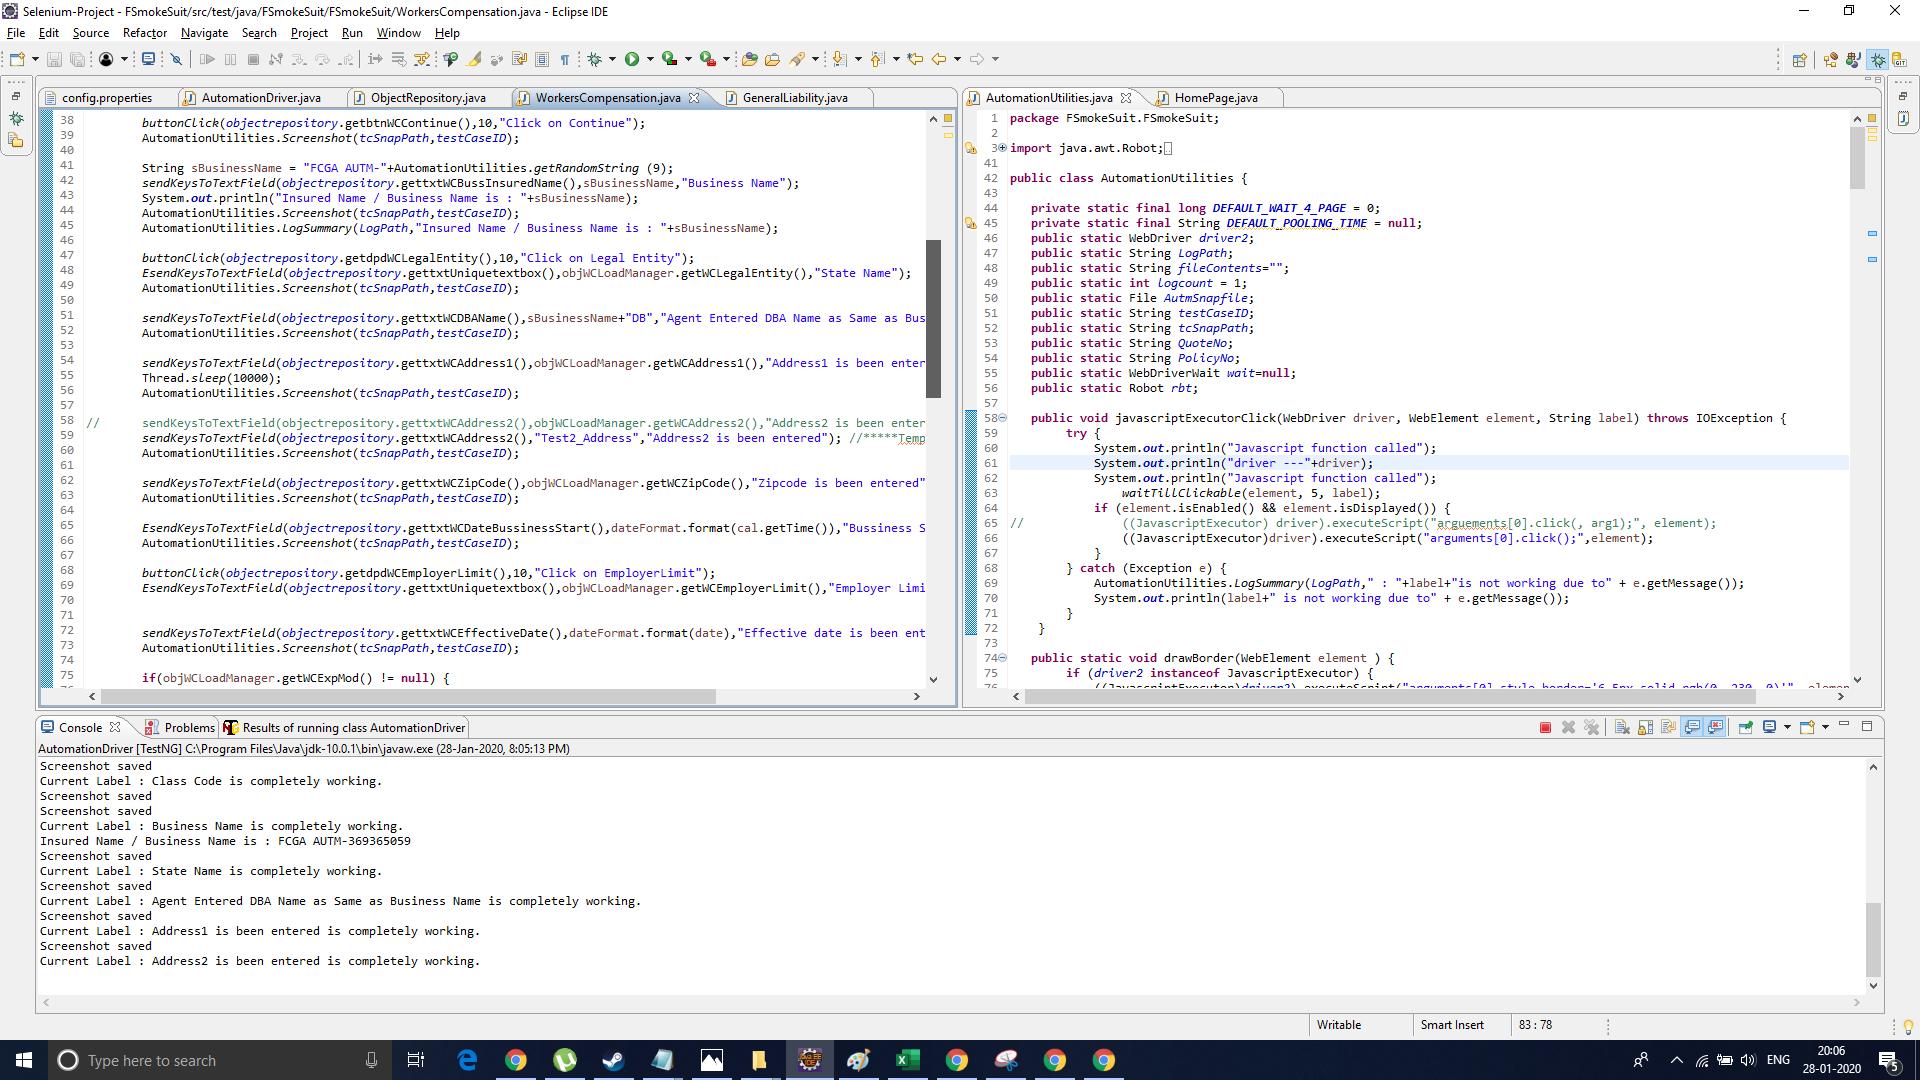 Selenium-Project - FSmokeSuit/src/test/java/FSmokeSuit/FSmokeSuit/WorkersCompensation.java - Eclipse IDE
File Edit Source Refactor Navigate Search Project Run Window Help
config.properties AutomationDriver.java ObjectRepository.java WorkersCompensation.java GeneralLiability.java
38 buttonClick(objectrepository.getbtnWCContinue(),10,"Click on Continue");
39 AutomationUtilities.Screenshot(tcSnapPath,testCaseID);
40
41 String sBusinessName = "FCGA AUTM-"+AutomationUtilities.getRandomString (9);
42 sendKeysToTextField(objectrepository.gettxtWCBussInsuredName(),sBusinessName,"Business Name");
43 System.out.println("Insured Name / Business Name is : "+sBusinessName);
44 AutomationUtilities.Screenshot(tcSnapPath,testCaseID);
45 AutomationUtilities.LogSummary(LogPath,"Insured Name / Business Name is : "+sBusinessName);
46
47 buttonClick(objectrepository.getdpdWCLegalEntity(),10,"Click on Legal Entity");
48 EsendKeysToTextField(objectrepository.gettxtUniquetextbox(),objWCLoadManager.getWCLegalEntity(),"State Name");
49 AutomationUtilities.Screenshot(tcSnapPath,testCaseID);
50
51 sendKeysToTextField(objectrepository.gettxtWCDBAName(),sBusinessName+"DB","Agent Entered DBA Name as Same as Bus
52 AutomationUtilities.Screenshot(tcSnapPath,testCaseID);
53
54 sendKeysToTextField(objectrepository.gettxtWCAddress1(),objWCLoadManager.getWCAddress1(),"Address1 is been enter
55 Thread.sleep(10000);
56 AutomationUtilities.Screenshot(tcSnapPath,testCaseID);
57
58 // sendKeysToTextField(objectrepository.gettxtWCAddress2(),objWCLoadManager.getWCAddress2(),"Address2 is been enter
59 sendKeysToTextField(objectrepository.gettxtWCAddress2(),"Test2_Address","Address2 is been entered"); //*****Temp
60 AutomationUtilities.Screenshot(tcSnapPath,testCaseID);
61
62 sendKeysToTextField(objectrepository.gettxtWCZipCode(),objWCLoadManager.getWCZipCode(),"Zipcode is been entered"
63 AutomationUtilities.Screenshot(tcSnapPath,testCaseID);
64
65 EsendKeysToTextField(objectrepository.gettxtWCDateBussinessStart(),dateFormat.format(cal.getTime()),"Bussiness S
66 AutomationUtilities.Screenshot(tcSnapPath,testCaseID);
67
68 buttonClick(objectrepository.getdpdWCEmployerLimit(),10,"Click on EmployerLimit");
69 EsendKeysToTextField(objectrepository.gettxtUniquetextbox(),objWCLoadManager.getWCEmployerLimit(),"Employer Limi
70
71
72 sendKeysToTextField(objectrepository.gettxtWCEffectiveDate(),dateFormat.format(date),"Effective date is been ent
73 AutomationUtilities.Screenshot(tcSnapPath,testCaseID);
74
75 if(objWCLoadManager.getWCExpMod() != null) {
AutomationUtilities.java HomePage.java
1 package FSmokeSuit.FSmokeSuit;
2
3 import java.awt.Robot;
41
42 public class AutomationUtilities {
43
44 private static final long DEFAULT_WAIT_4_PAGE = 0;
45 private static final String DEFAULT_POOLING_TIME = null;
46 public static WebDriver driver2;
47 public static String LogPath;
48 public static String fileContents="";
49 public static int logcount = 1;
50 public static File AutmSnapfile;
51 public static String testCaseID;
52 public static String tcSnapPath;
53 public static String QuoteNo;
54 public static String PolicyNo;
55 public static WebDriverWait wait=null;
56 public static Robot rbt;
57
58 public void javascriptExecutorClick(WebDriver driver, WebElement element, String label) throws IOException {
59 try {
60 System.out.println("Javascript function called");
61 System.out.println("driver ---"+driver);
62 System.out.println("Javascript function called");
63 waitTillClickable(element, 5, label);
64 if (element.isEnabled() && element.isDisplayed()) {
65 // ((JavascriptExecutor) driver).executeScript("arguements[0].click(, arg1);", element);
66 ((JavascriptExecutor)driver).executeScript("arguments[0].click();",element);
67 }
68 } catch (Exception e) {
69 AutomationUtilities.LogSummary(LogPath," : "+label+"is not working due to" + e.getMessage());
70 System.out.println(label+" is not working due to" + e.getMessage());
71 }
72 }
73
74 public static void drawBorder(WebElement element ) {
75 if (driver2 instanceof JavascriptExecutor) {
Console Problems Results of running class AutomationDriver
AutomationDriver [TestNG] C:\Program Files\Java\jdk-10.0.1\bin\javaw.exe (28-Jan-2020, 8:05:13 PM)
Screenshot saved
Current Label : Class Code is completely working.
Screenshot saved
Screenshot saved
Current Label : Business Name is completely working.
Insured Name / Business Name is : FCGA AUTM-369365059
Screenshot saved
Current Label : State Name is completely working.
Screenshot saved
Current Label : Agent Entered DBA Name as Same as Business Name is completely working.
Screenshot saved
Current Label : Address1 is been entered is completely working.
Screenshot saved
Current Label : Address2 is been entered is completely working.
Writable Smart Insert 83 : 78
Type here to search
ENG
20:06
28-01-2020
5